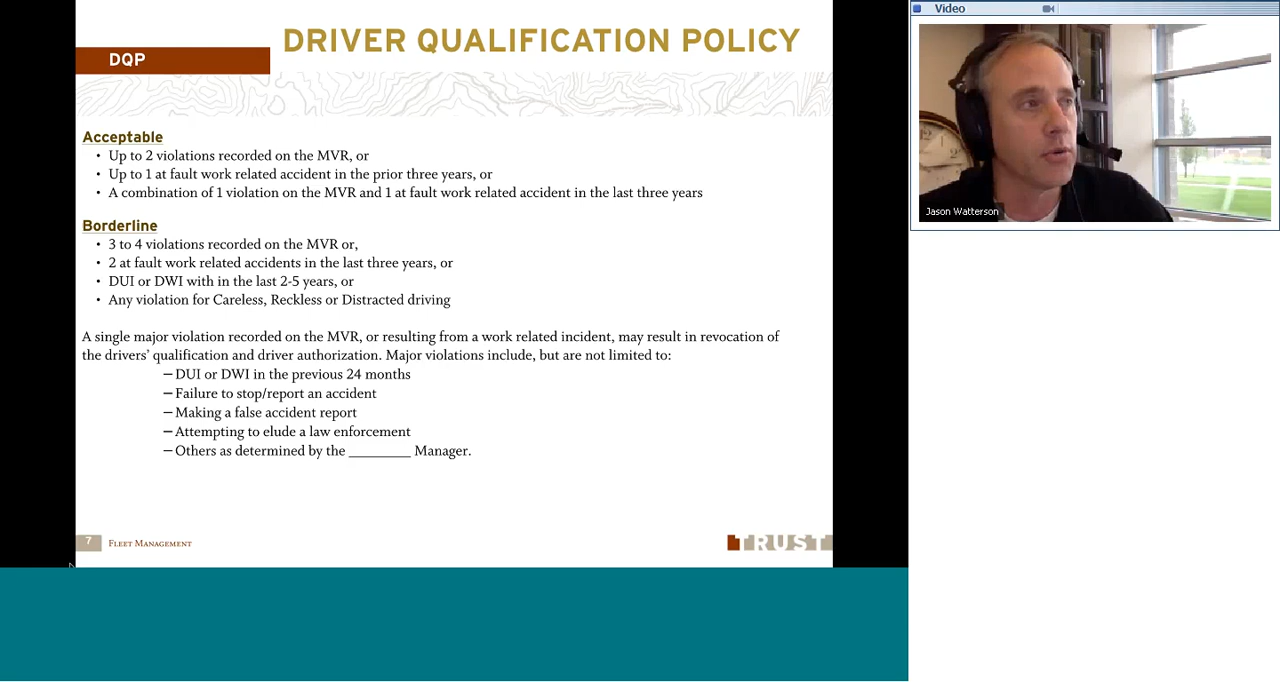 DRIVER QUALIFICATION POLICY
DQP
Acceptable
• Up to 2 violations recorded on the MVR, or
• Up to 1 at fault work related accident in the prior three years, or
• A combination of 1 violation on the MVR and 1 at fault work related accident in the last three years
Borderline
• 3 to 4 violations recorded on the MVR or,
• 2 at fault work related accidents in the last three years, or
• DUI or DWI with in the last 2-5 years, or
• Any violation for Careless, Reckless or Distracted driving
A single major violation recorded on the MVR, or resulting from a work related incident, may result in revocation of
the drivers' qualification and driver authorization. Major violations include, but are not limited to:
– DUI or DWI in the previous 24 months
– Failure to stop/report an accident
– Making a false accident report
– Attempting to elude a law enforcement
– Others as determined by the _________ Manager.
7 Fleet Management
TRUST
Video
Jason Watterson